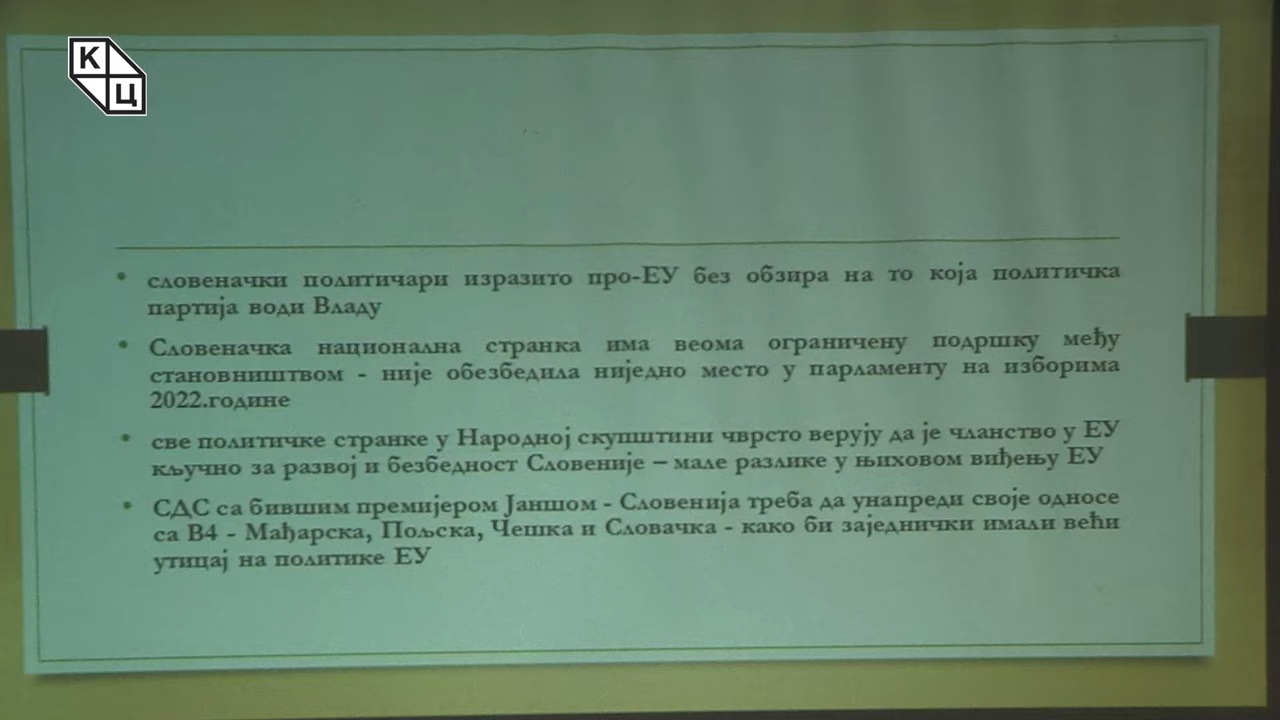 К
Ц
• словеначки политичари изразито про-ЕУ без обзира на то која политичка
партија води Владу
• Словеначка национална странка има веома ограничену подршку међу
становништвом - није обезбедила ниједно место у парламенту на изборима
2022.године
• све политичке странке у Народној скупштини чврсто верују да је чланство у ЕУ
кључно за развој и безбедност Словеније – мале разлике у њиховом виђењу ЕУ
• СДС са бившим премијером Јаншом - Словенија треба да унапреди своје односе
са В4 - Мађарска, Пољска, Чешка и Словачка - како би заједнички имали већи
утицај на политике ЕУ